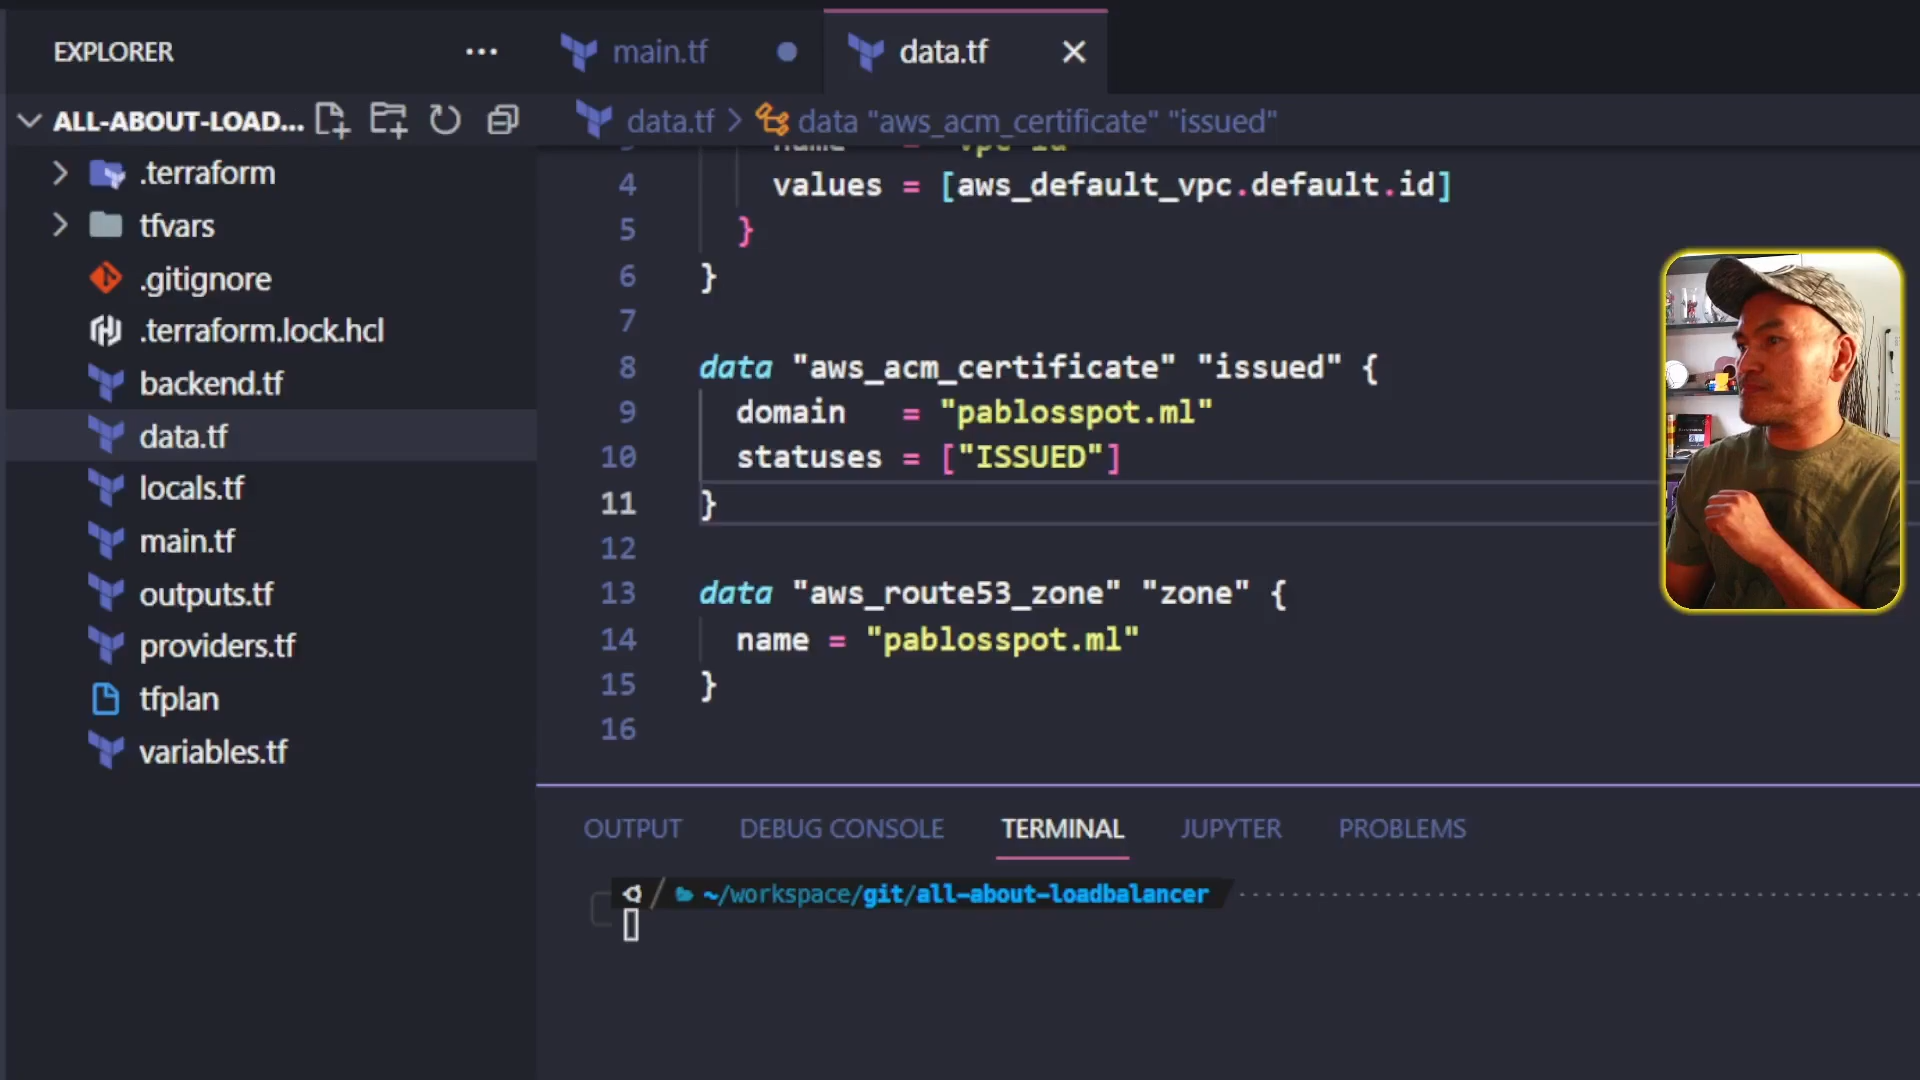 EXPLORER
ALL-ABOUT-LOAD...
.terraform
tfvars
.gitignore
.terraform.lock.hcl
backend.tf
data.tf
locals.tf
main.tf
outputs.tf
providers.tf
tfplan
variables.tf
main.tf
data.tf
data.tf > data "aws_acm_certificate" "issued"
4 values = [aws_default_vpc.default.id]
5 }
6 }
7
8 data "aws_acm_certificate" "issued" {
9 domain = "pablosspot.ml"
10 statuses = ["ISSUED"]
11 }
12
13 data "aws_route53_zone" "zone" {
14 name = "pablosspot.ml"
15 }
16
OUTPUT DEBUG CONSOLE TERMINAL JUPYTER PROBLEMS
~/workspace/git/all-about-loadbalancer